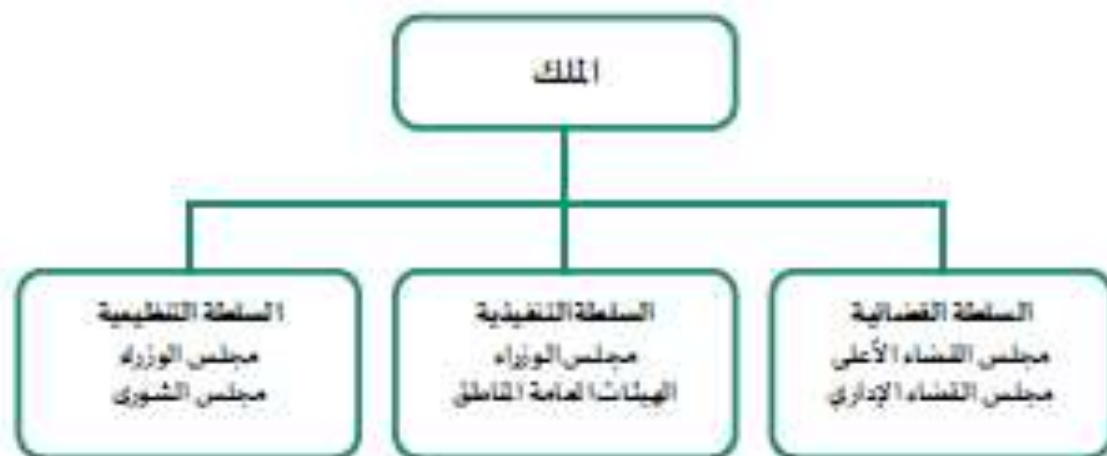 الملك
السلطة القضائية
مجلس القضاء الأعلى
مجلس القضاء الإداري
السلطة التنفيذية
مجلس الوزراء
الهيئات العامة المناطق
السلطة التنظيمية
مجلس الوزراء
مجلس الشورى